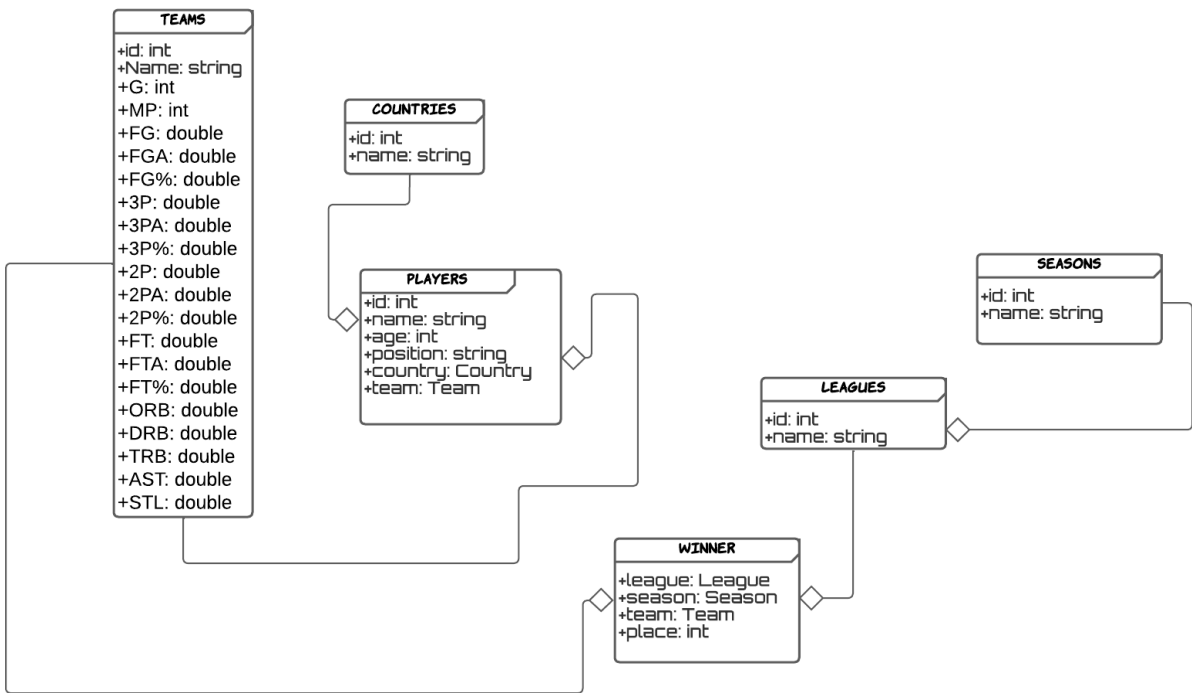 TEAMS
+id: int
+Name: string
+G: int
+MP: int
+FG: double
+FGA: double
+FG%: double
+3P: double
+3PA: double
+3P%: double
+2P: double
+2PA: double
+2P%: double
+FT: double
+FTA: double
+FT%: double
+ORB: double
+DRB: double
+TRB: double
+AST: double
+STL: double
COUNTRIES
+id: int
+name: string
PLAYERS
+id: int
+name: string
+age: int
+position: string
+country: Country
+team: Team
SEASONS
+id: int
+name: string
LEAGUES
+id: int
+name: string
WINNER
+league: League
+season: Season
+team: Team
+place: int